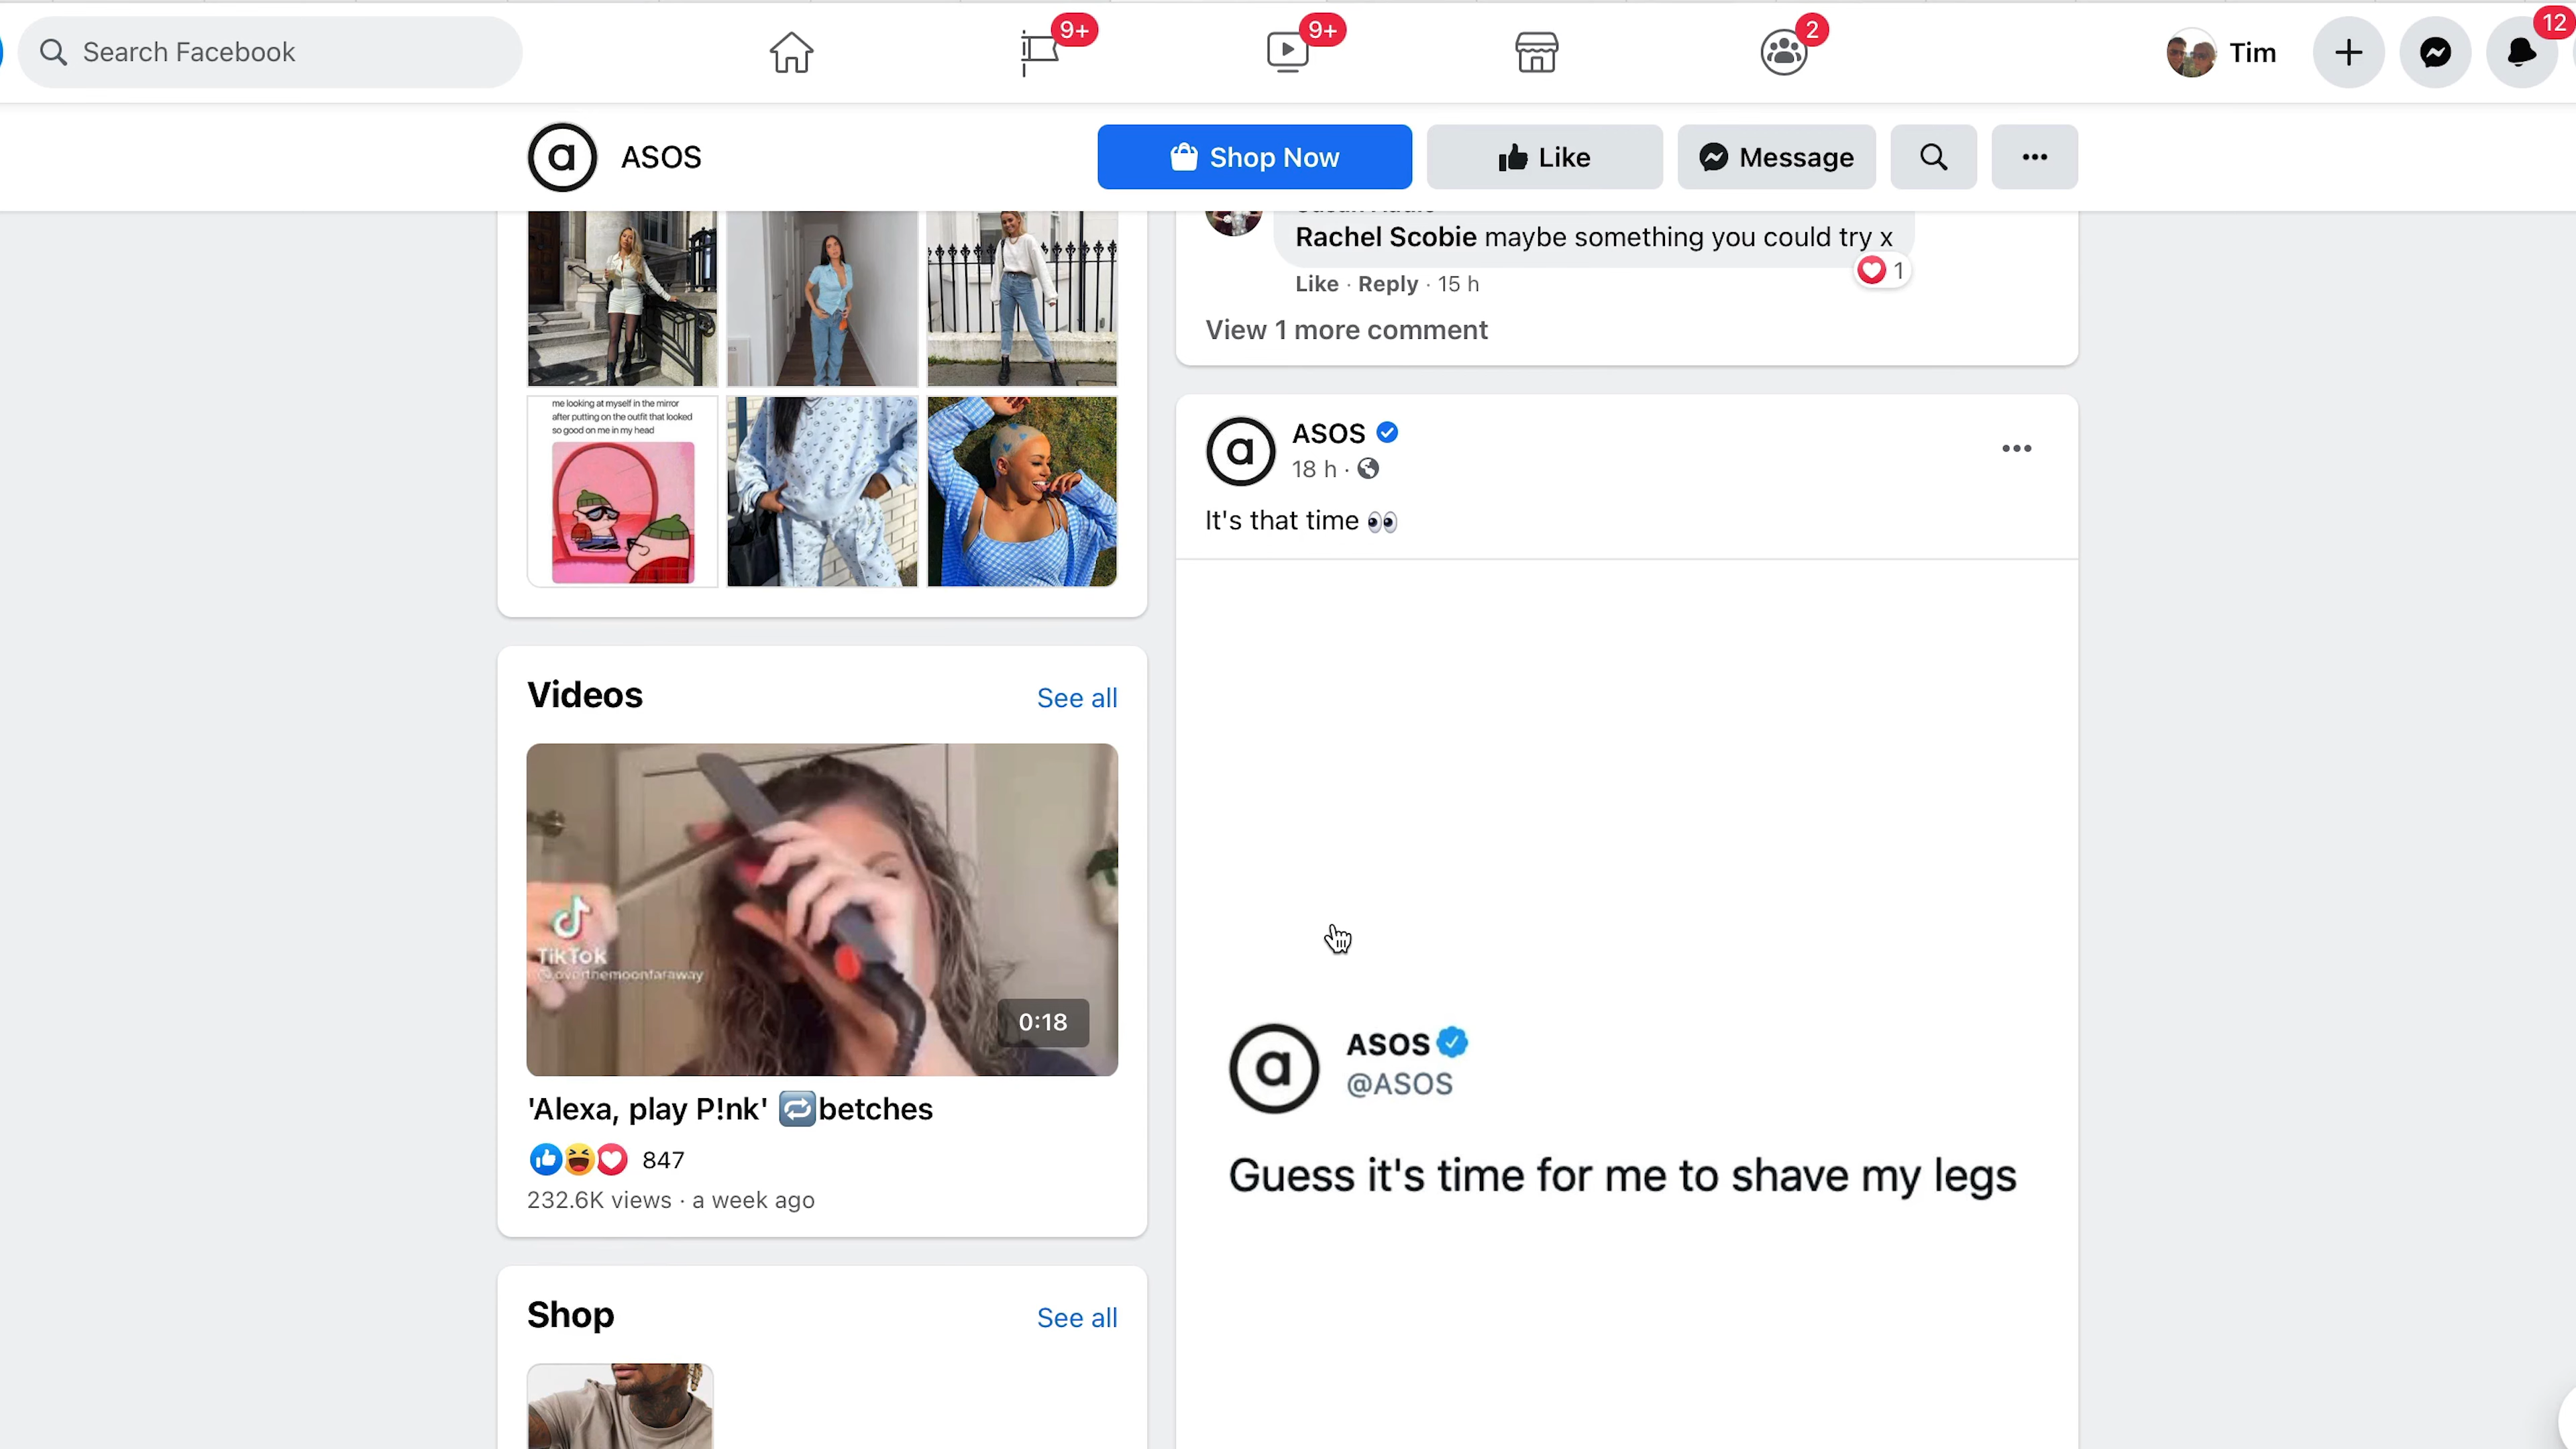 Search Facebook
9+
9+
2
Tim
12
ASOS
Shop Now
Like
Message
me looking at myself in the mirror
after putting on the outfit that looked
so good on me in my head
Videos
See all
TikTok
@overthemoonfaraway
0:18
'Alexa, play P!nk' betches
847
232.6K views · a week ago
Shop
See all
Rachel Scobie maybe something you could try x
1
Like · Reply · 15 h
View 1 more comment
ASOS
18 h ·
It's that time
ASOS
@ASOS
Guess it's time for me to shave my legs